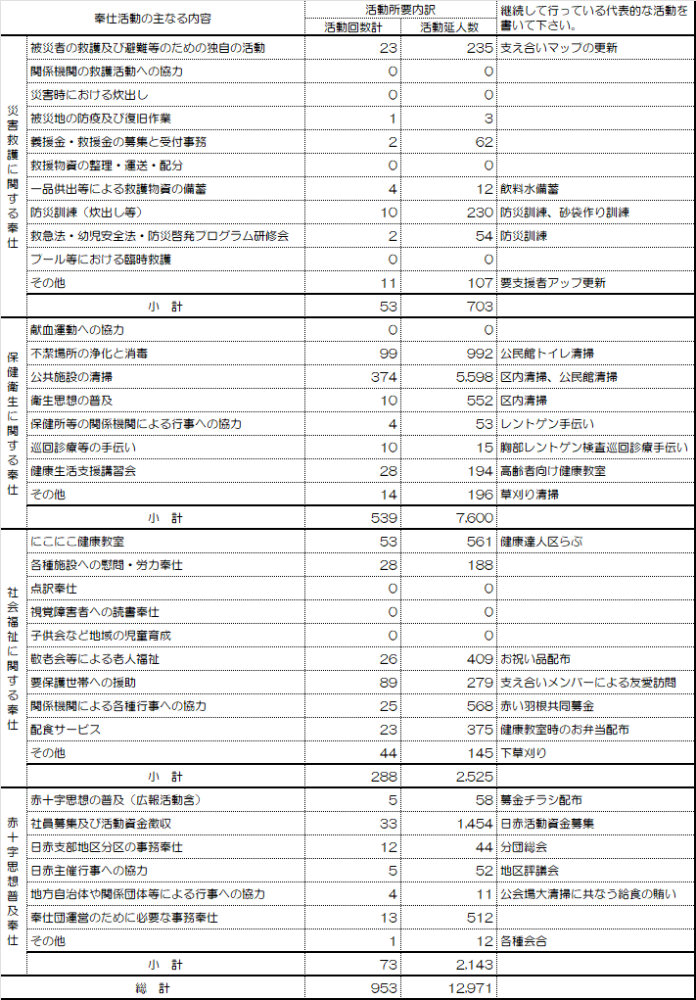 奉仕活動の主なる内容 活動所要内訳 継続して行っている代表的な活動を
活動回数計 活動延人数 書いて下さい。
災害救護に関する奉仕
被災者の救護及び避難等のための独自の活動 23 235 支え合いマップの更新
関係機関の救護活動への協力 0 0
災害時における炊出し 0 0
被災地の防疫及び復旧作業 1 3
義援金・救援金の募集と受付事務 2 62
救援物資の整理・運送・配分 0 0
一品供出等による救護物資の備蓄 4 12 飲料水備蓄
防災訓練（炊出し等） 10 230 防災訓練、砂袋作り訓練
救急法・幼児安全法・防災啓発プログラム研修会 2 54 防災訓練
プール等における臨時救護 0 0
その他 11 107 要支援者アップ更新
小 計 53 703
保健衛生に関する奉仕
献血運動への協力 0 0
不潔場所の浄化と消毒 99 992 公民館トイレ清掃
公共施設の清掃 374 5,598 区内清掃、公民館清掃
衛生思想の普及 10 552 区内清掃
保健所等の関係機関による行事への協力 4 53 レントゲン手伝い
巡回診療等の手伝い 10 15 胸部レントゲン検査巡回診療手伝い
健康生活支援講習会 28 194 高齢者向け健康教室
その他 14 196 草刈り清掃
小 計 539 7,600
社会福祉に関する奉仕
にこにこ健康教室 53 561 健康達人区らぶ
各種施設への慰問・労力奉仕 28 188
点訳奉仕 0 0
視覚障害者への読書奉仕 0 0
子供会など地域の児童育成 0 0
敬老会等による老人福祉 26 409 お祝い品配布
要保護世帯への援助 89 279 支え合いメンバーによる友愛訪問
関係機関による各種行事への協力 25 568 赤い羽根共同募金
配食サービス 23 375 健康教室時のお弁当配布
その他 44 145 下草刈り
小 計 288 2,525
赤十字思想普及奉仕
赤十字思想の普及（広報活動含） 5 58 募金チラシ配布
社員募集及び活動資金徴収 33 1,454 日赤活動資金募集
日赤支部地区分区の事務奉仕 12 44 分団総会
日赤主催行事への協力 5 52 地区評議会
地方自治体や関係団体等による行事への協力 4 11 公会場大清掃に共なう給食の賄い
奉仕団運営のために必要な事務奉仕 13 512
その他 1 12 各種会合
小 計 73 2,143
総 計 953 12,971